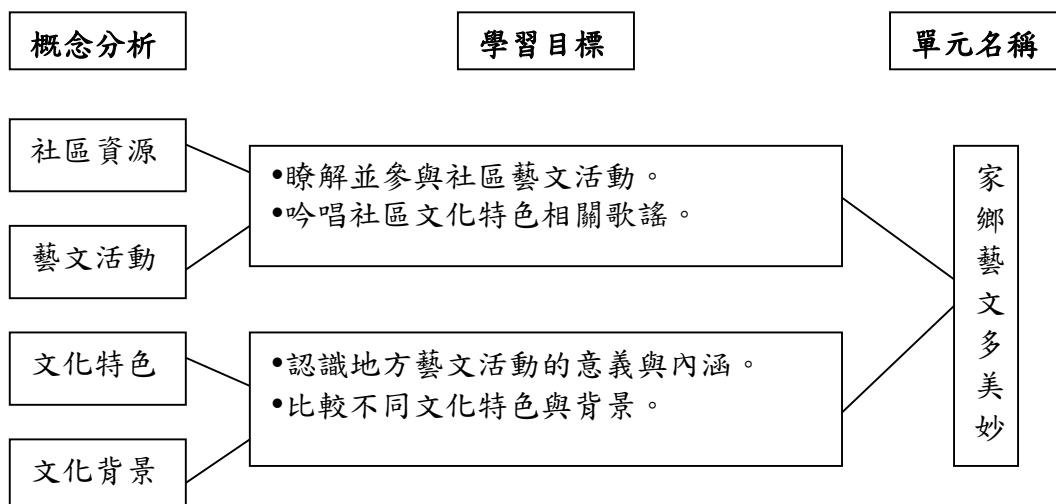 概念分析
學習目標
單元名稱
社區資源
藝文活動
•瞭解並參與社區藝文活動。
•吟唱社區文化特色相關歌謠。
文化特色
文化背景
•認識地方藝文活動的意義與內涵。
•比較不同文化特色與背景。
家鄉藝文多美妙